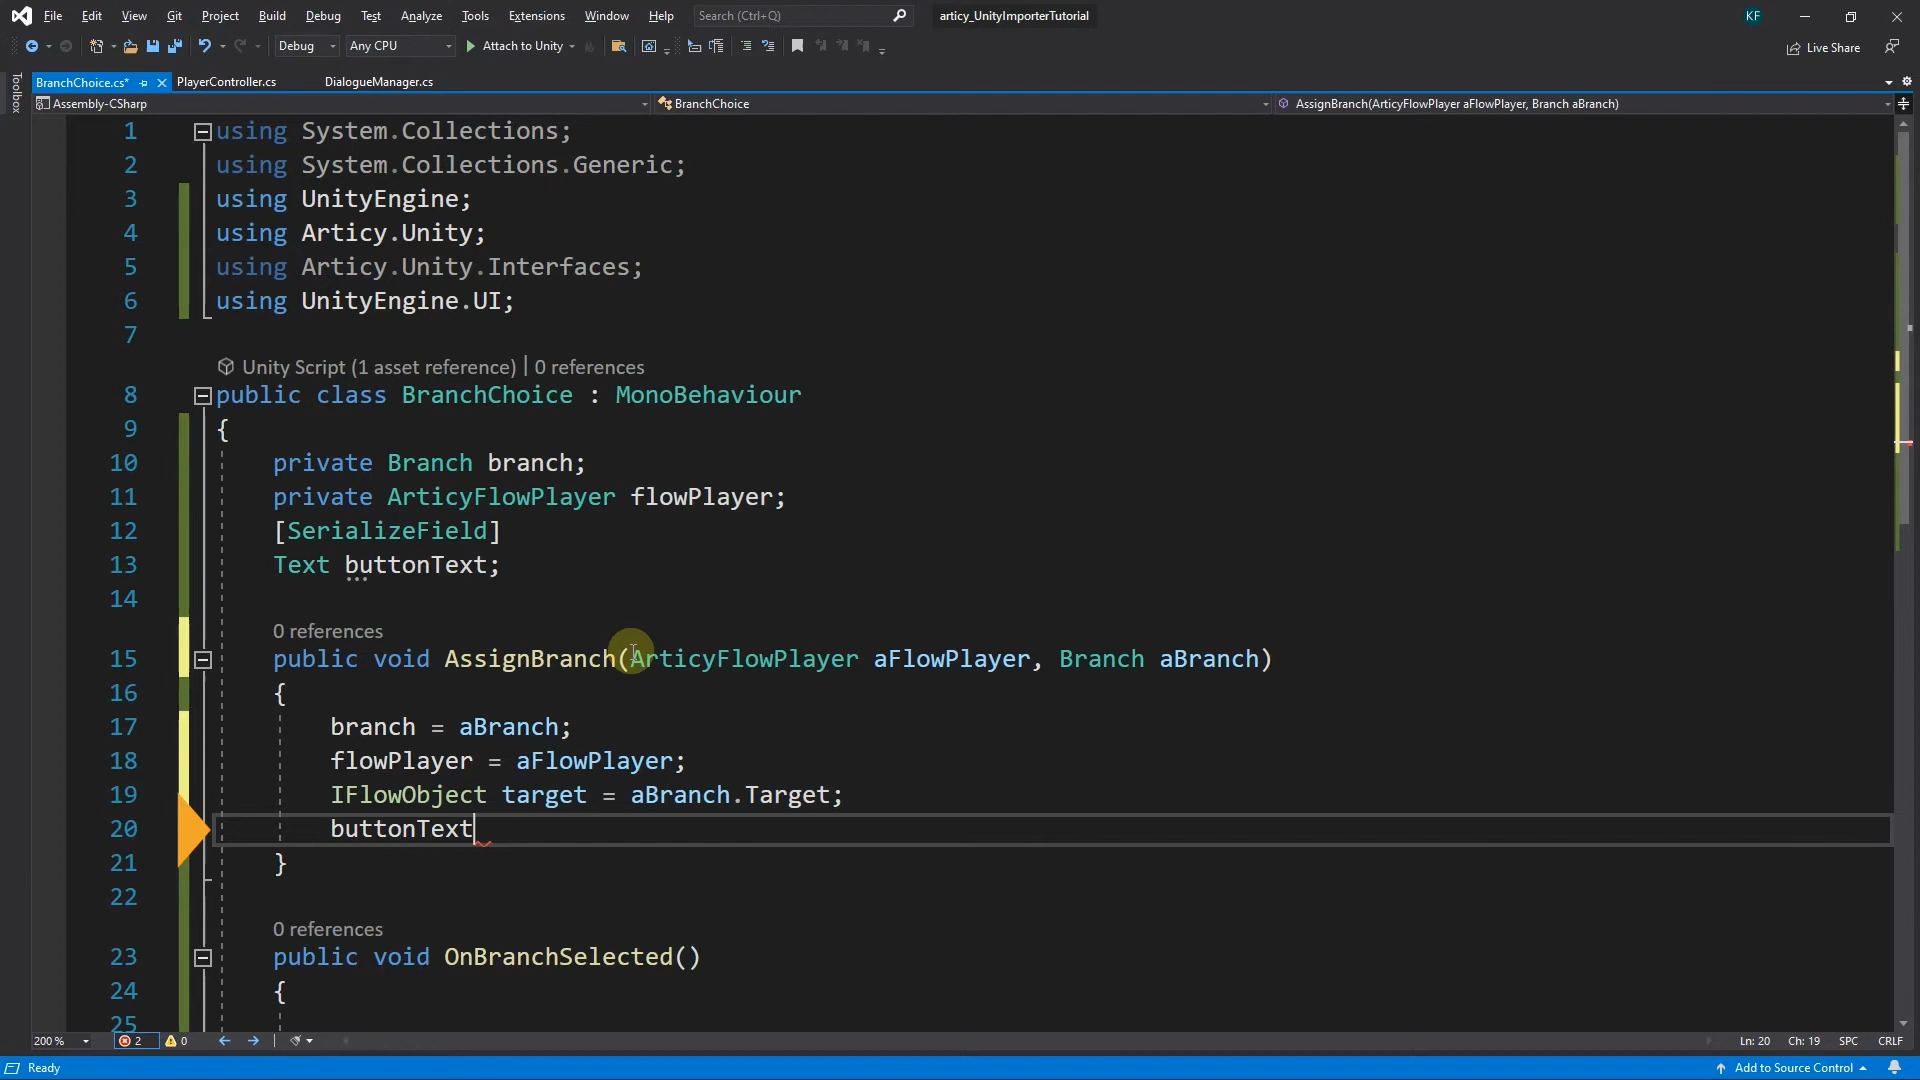 File Edit View Git Project Build Debug Test Analyze Tools Extensions Window Help Search (Ctrl+Q) articy_UnityImporterTutorial KF
Debug Any CPU Attach to Unity Live Share
Toolbox
BranchChoice.cs* PlayerController.cs DialogueManager.cs
Assembly-CSharp BranchChoice AssignBranch(ArticyFlowPlayer aFlowPlayer, Branch aBranch)
1 using System.Collections;
2 using System.Collections.Generic;
3 using UnityEngine;
4 using Articy.Unity;
5 using Articy.Unity.Interfaces;
6 using UnityEngine.UI;
7
Unity Script (1 asset reference) | 0 references
8 public class BranchChoice : MonoBehaviour
9 {
10 private Branch branch;
11 private ArticyFlowPlayer flowPlayer;
12 [SerializeField]
13 Text buttonText;
14
0 references
15 public void AssignBranch(ArticyFlowPlayer aFlowPlayer, Branch aBranch)
16 {
17 branch = aBranch;
18 flowPlayer = aFlowPlayer;
19 IFlowObject target = aBranch.Target;
20 buttonText
21 }
22
0 references
23 public void OnBranchSelected()
24 {
25
200 % 2 0 Ln: 20 Ch: 19 SPC CRLF
Ready Add to Source Control